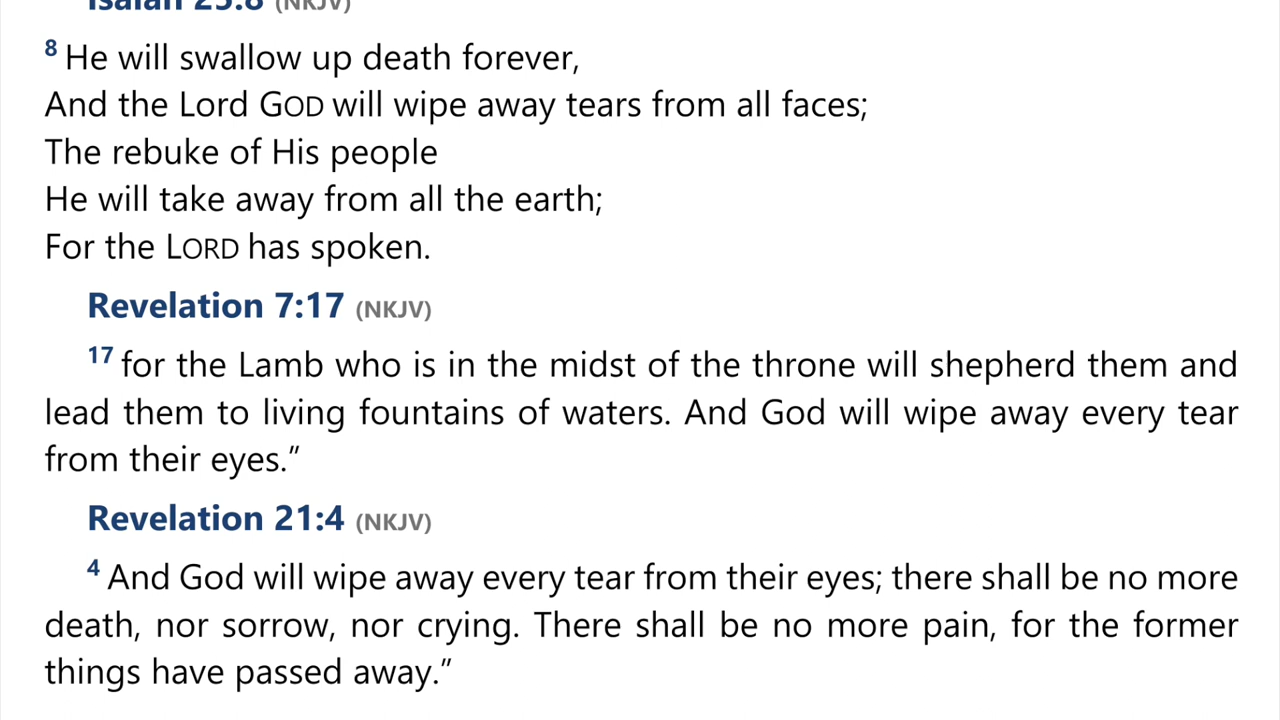 Isaiah 25:8 (NKJV)
8 He will swallow up death forever,
And the Lord GOD will wipe away tears from all faces;
The rebuke of His people
He will take away from all the earth;
For the LORD has spoken.
Revelation 7:17 (NKJV)
17 for the Lamb who is in the midst of the throne will shepherd them and
lead them to living fountains of waters. And God will wipe away every tear
from their eyes.”
Revelation 21:4 (NKJV)
4 And God will wipe away every tear from their eyes; there shall be no more
death, nor sorrow, nor crying. There shall be no more pain, for the former
things have passed away.”